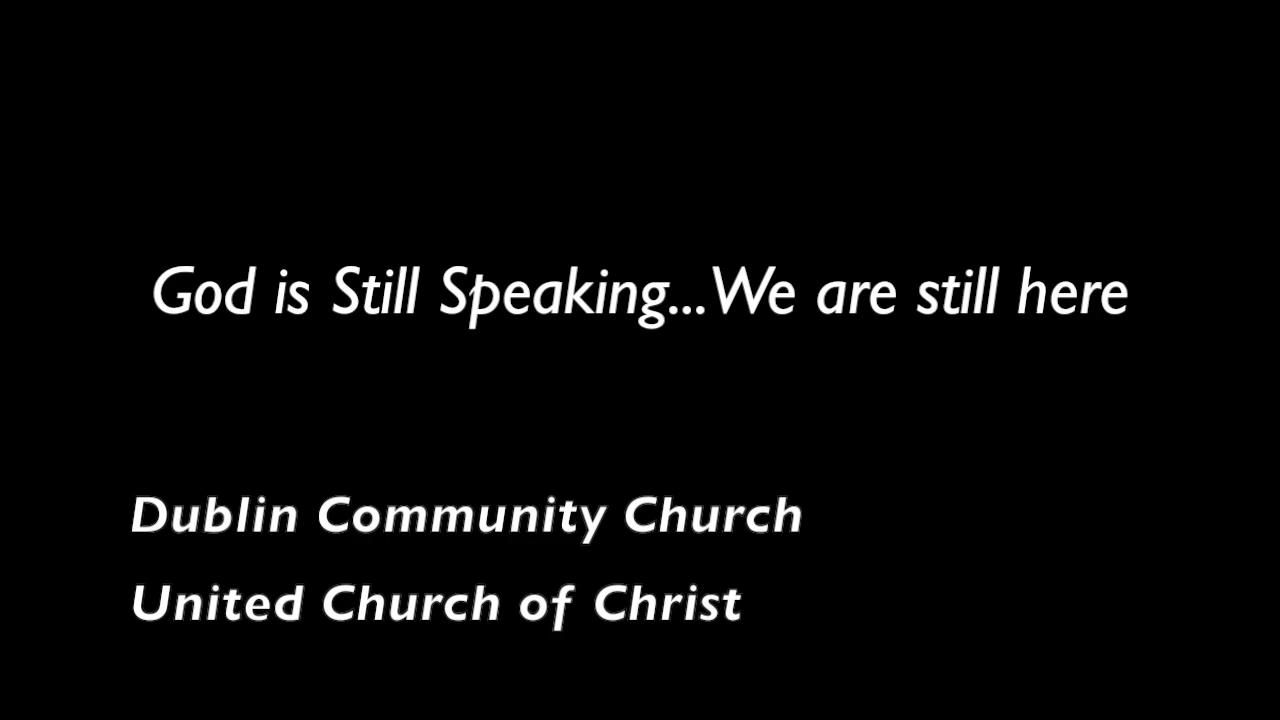 God is Still Speaking...We are still here
Dublin Community Church
United Church of Christ